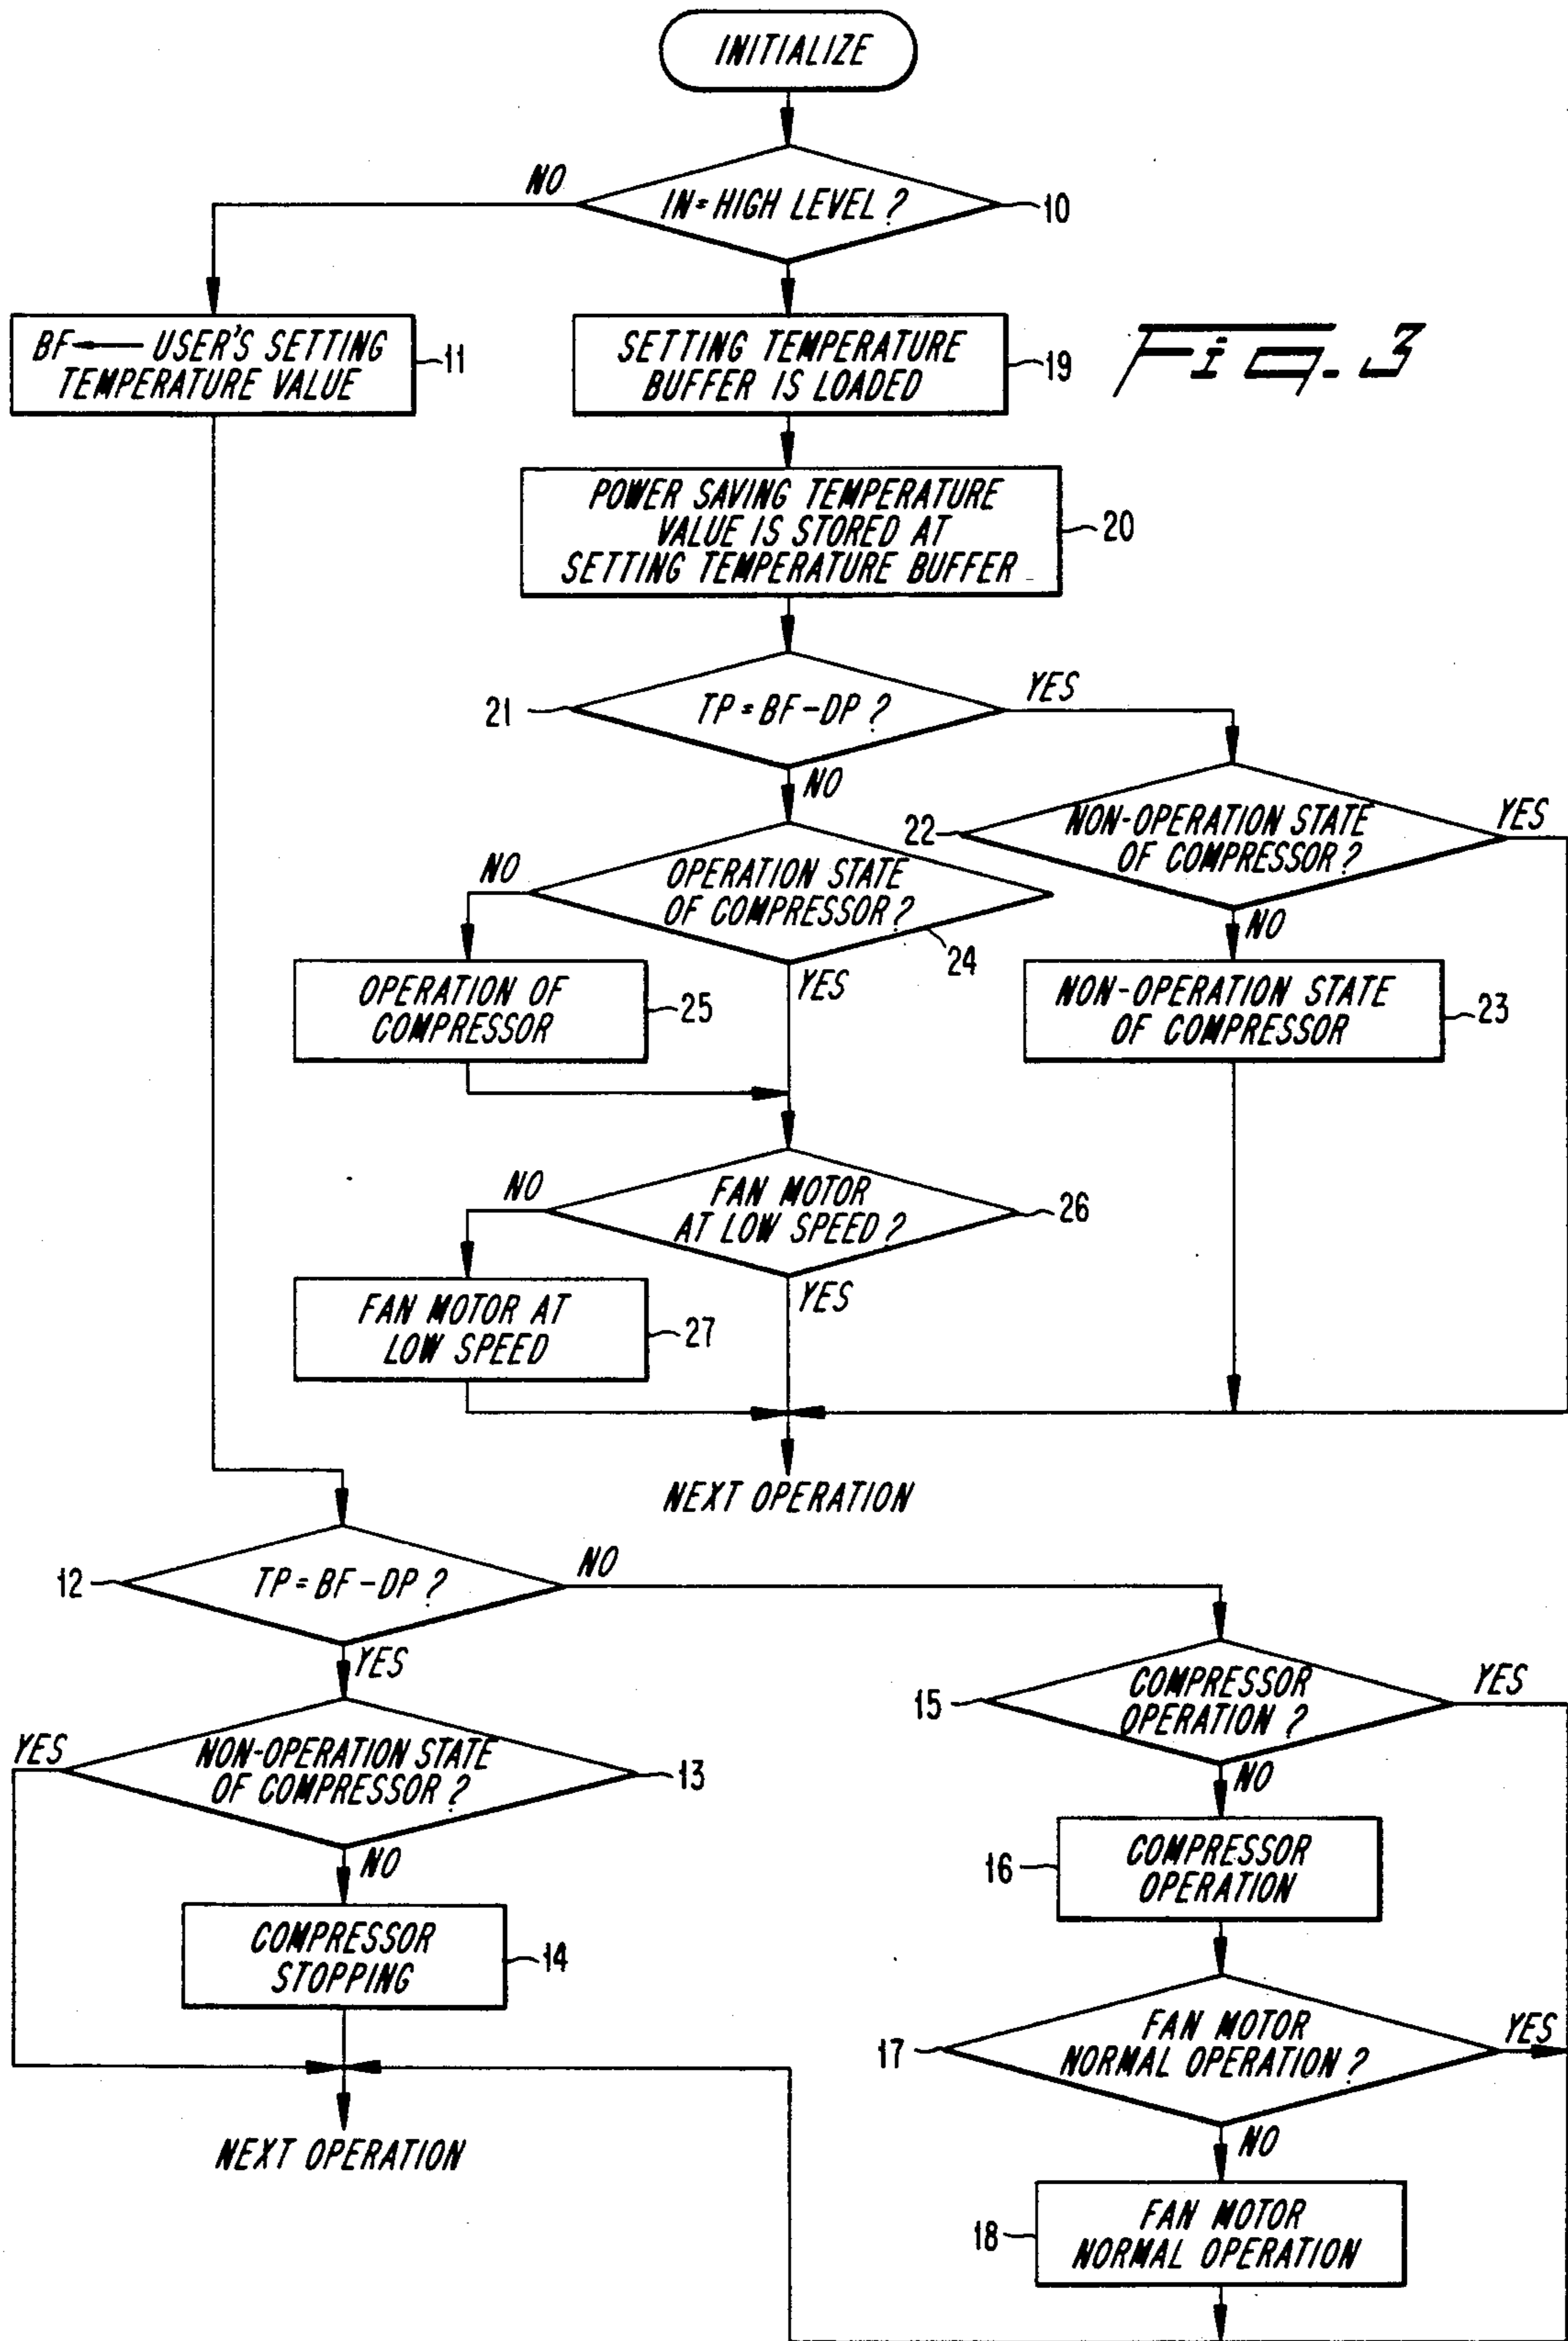 INITIALIZE
NO
IN=HIGH LEVEL?
10
BF ← USER'S SETTING
TEMPERATURE VALUE
11
SETTING TEMPERATURE
BUFFER IS LOADED
19
Fig. 3
POWER SAVING TEMPERATURE
VALUE IS STORED AT
SETTING TEMPERATURE BUFFER
20
21
TP=BF-DP?
YES
NO
22
NON-OPERATION STATE
OF COMPRESSOR?
YES
NO
OPERATION STATE
OF COMPRESSOR?
24
NO
YES
OPERATION OF
COMPRESSOR
25
NON-OPERATION STATE
OF COMPRESSOR
23
NO
FAN MOTOR
AT LOW SPEED?
26
YES
FAN MOTOR AT
LOW SPEED
27
NEXT OPERATION
12
TP=BF-DP?
NO
YES
15
COMPRESSOR
OPERATION?
YES
YES
NON-OPERATION STATE
OF COMPRESSOR?
13
NO
NO
16
COMPRESSOR
OPERATION
COMPRESSOR
STOPPING
14
17
FAN MOTOR
NORMAL OPERATION?
YES
NEXT OPERATION
NO
18
FAN MOTOR
NORMAL OPERATION